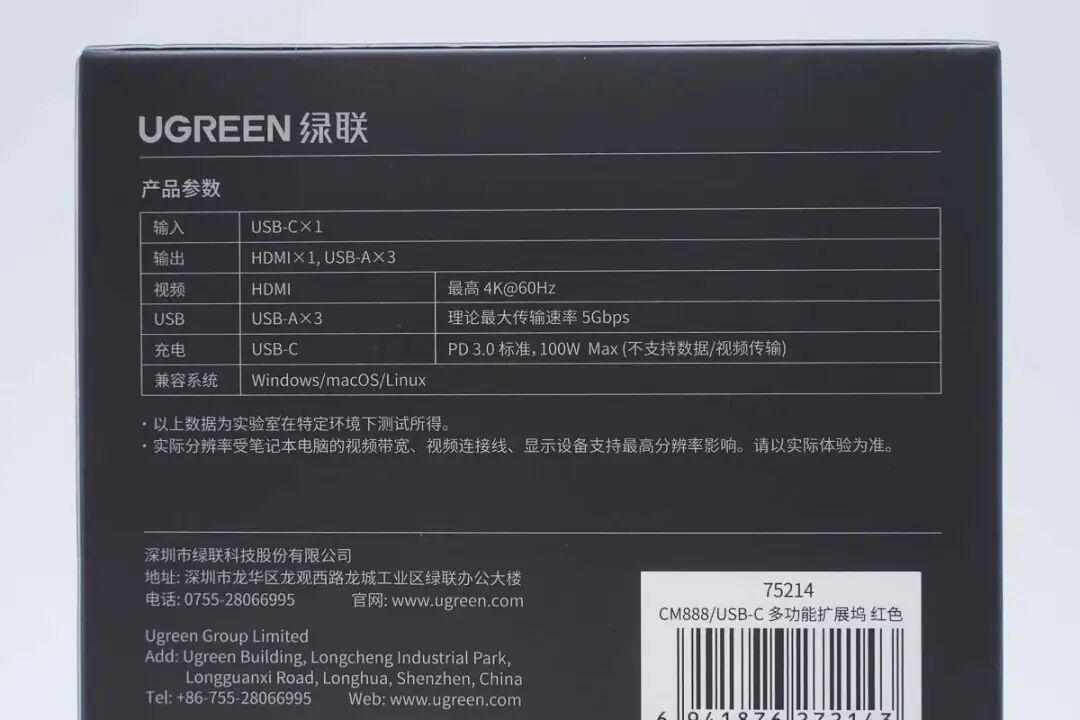 UGREEN 绿联
产品参数
输入 USB-C×1
输出 HDMI×1, USB-A×3
视频 HDMI 最高 4K@60Hz
USB USB-A×3 理论最大传输速率 5Gbps
充电 USB-C PD 3.0 标准, 100W Max (不支持数据/视频传输)
兼容系统 Windows/macOS/Linux
· 以上数据为实验室在特定环境下测试所得。
· 实际分辨率受笔记本电脑的视频带宽、视频连接线、显示设备支持最高分辨率影响。请以实际体验为准。
深圳市绿联科技股份有限公司
地址: 深圳市龙华区龙观西路龙城工业区绿联办公大楼
电话: 0755-28066995 官网: www.ugreen.com
Ugreen Group Limited
Add: Ugreen Building, Longcheng Industrial Park,
Longguanxi Road, Longhua, Shenzhen, China
Tel: +86-755-28066995 Web: www.ugreen.com
75214
CM888/USB-C 多功能扩展坞 红色